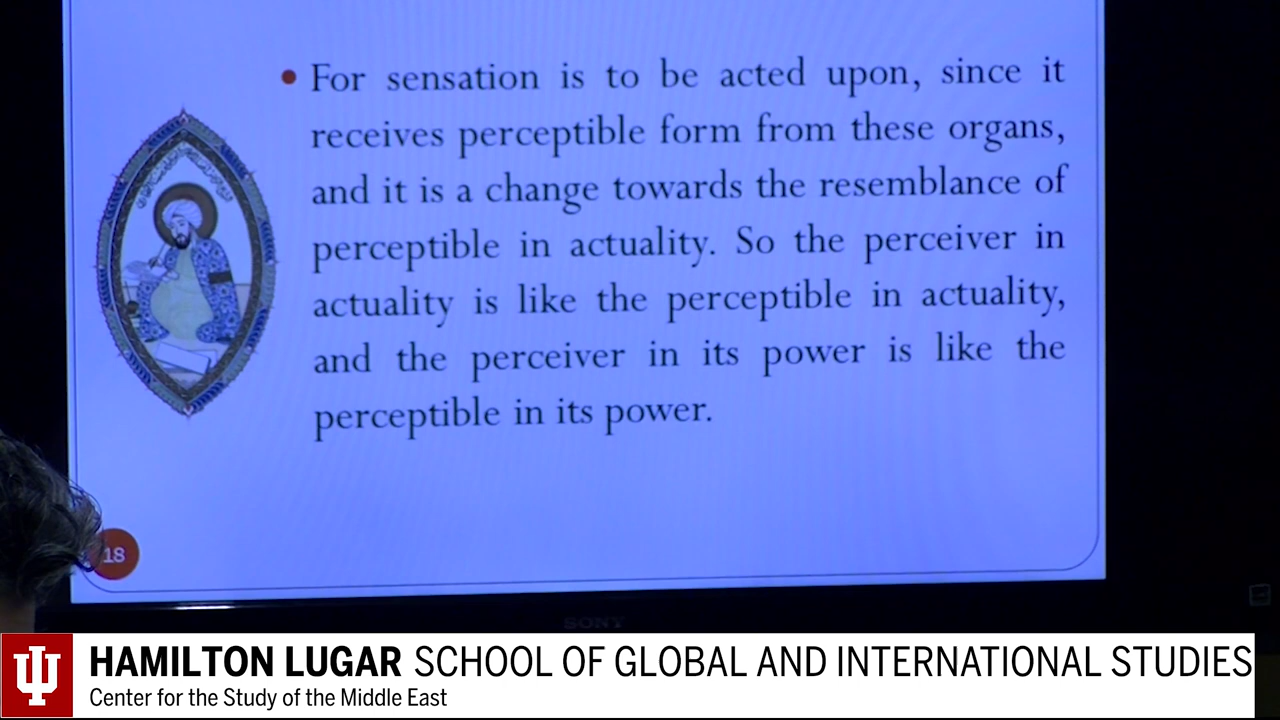 • For sensation is to be acted upon, since it
receives perceptible form from these organs,
and it is a change towards the resemblance of
perceptible in actuality. So the perceiver in
actuality is like the perceptible in actuality,
and the perceiver in its power is like the
perceptible in its power.
18
SONY
HAMILTON LUGAR SCHOOL OF GLOBAL AND INTERNATIONAL STUDIES
Center for the Study of the Middle East